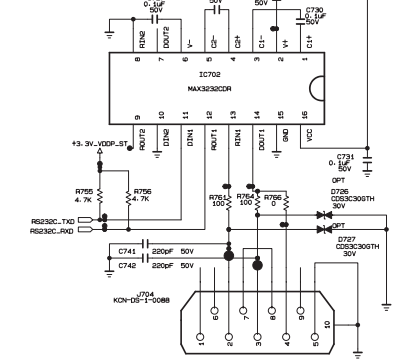 0.1uF
50V
50V
50V
C730
0.1uF
50V
RIN2
DOUT2
V-
C2-
C2+
C1-
V+
C1+
8
7
6
5
4
3
2
1
IC702
MAX3232CDR
9
10
11
12
13
14
15
16
ROUT2
DIN2
DIN1
ROUT1
RIN1
DOUT1
GND
VCC
+3.3V_VDDP_ST
C731
0.1uF
50V
R755
4.7K
R756
4.7K
R761
100
R764
100
R766
0
OPT
D726
CDS3C30GTH
30V
RS232C_TXD
RS232C_RXD
OPT
D727
CDS3C30GTH
30V
C741
220pF
50V
C742
220pF
50V
J704
KCN-DS-1-0088
6
7
8
9
10
1
2
3
4
5